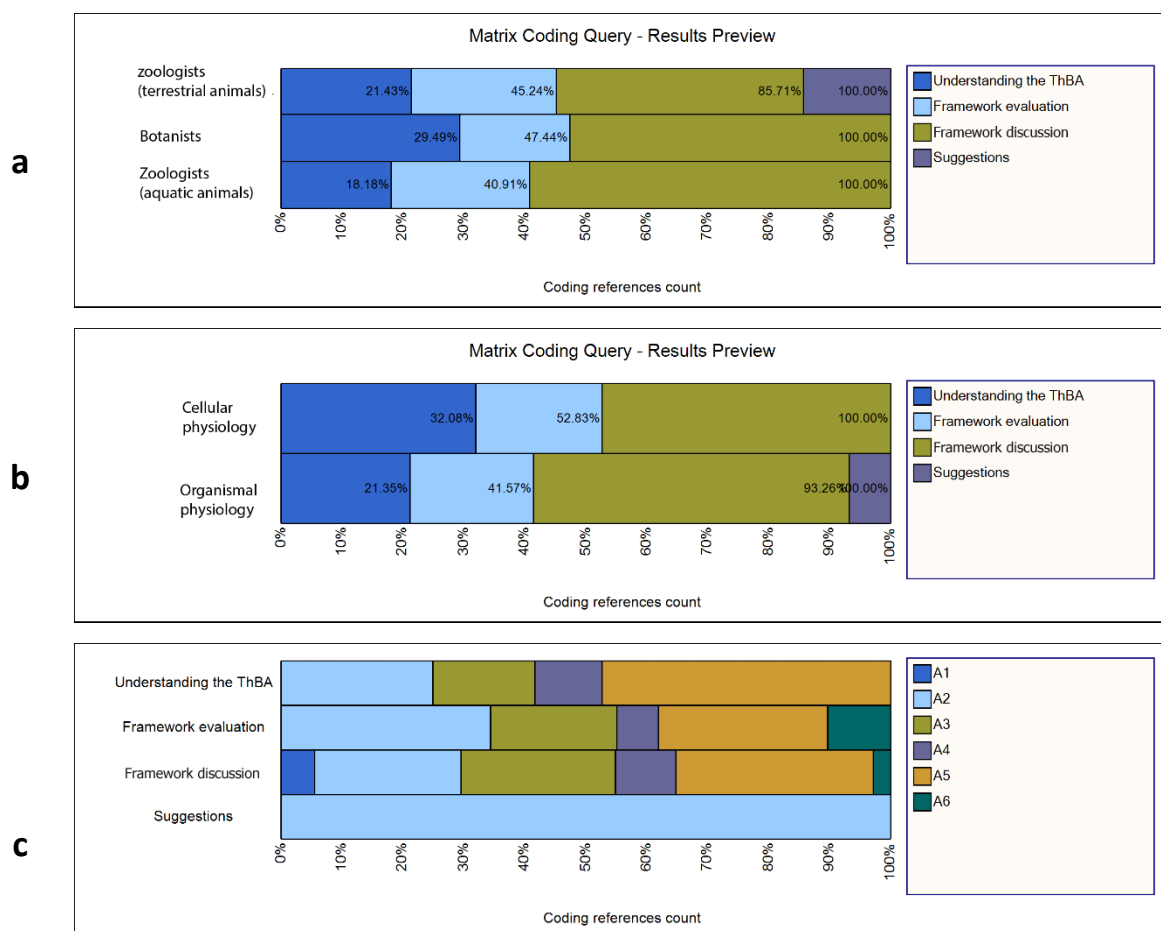 a
Matrix Coding Query - Results Preview
zoologists
(terrestrial animals)
Botanists
Zoologists
(aquatic animals)
21.43% 45.24% 85.71% 100.00%
29.49% 47.44% 100.00%
18.18% 40.91% 100.00%
0% 10% 20% 30% 40% 50% 60% 70% 80% 90% 100%
Coding references count
Understanding the ThBA
Framework evaluation
Framework discussion
Suggestions
b
Matrix Coding Query - Results Preview
Cellular
physiology
Organismal
physiology
32.08% 52.83% 100.00%
21.35% 41.57% 93.26% 100.00%
0% 10% 20% 30% 40% 50% 60% 70% 80% 90% 100%
Coding references count
Understanding the ThBA
Framework evaluation
Framework discussion
Suggestions
c
Understanding the ThBA
Framework evaluation
Framework discussion
Suggestions
0% 10% 20% 30% 40% 50% 60% 70% 80% 90% 100%
Coding references count
A1
A2
A3
A4
A5
A6